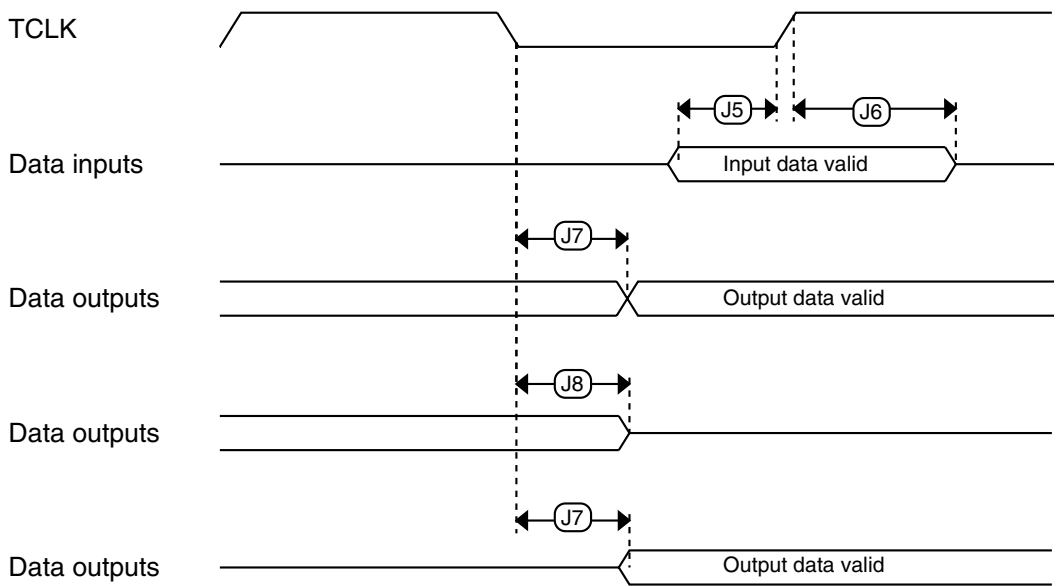 TCLK
J5
J6
Data inputs
Input data valid
J7
Data outputs
Output data valid
J8
Data outputs
J7
Data outputs
Output data valid